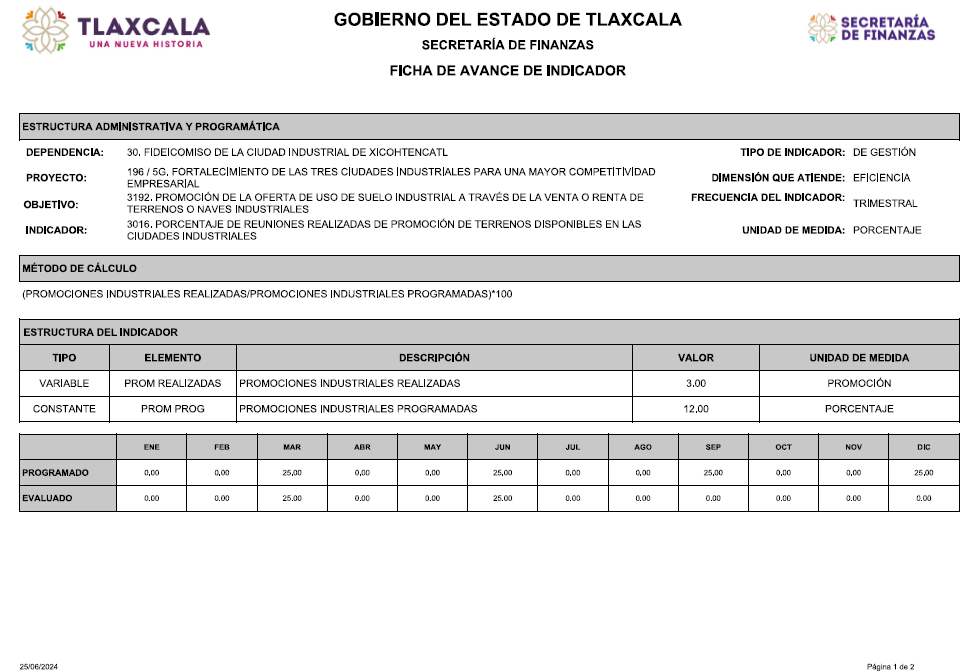 TLAXCALA
UNA NUEVA HISTORIA
GOBIERNO DEL ESTADO DE TLAXCALA
SECRETARÍA DE FINANZAS
FICHA DE AVANCE DE INDICADOR
SECRETARÍA
DE FINANZAS
ESTRUCTURA ADMINISTRATIVA Y PROGRAMÁTICA
DEPENDENCIA: 30. FIDEICOMISO DE LA CIUDAD INDUSTRIAL DE XICOHTENCATL TIPO DE INDICADOR: DE GESTIÓN
PROYECTO: 196 / 5G. FORTALECIMIENTO DE LAS TRES CIUDADES INDUSTRIALES PARA UNA MAYOR COMPETITIVIDAD
EMPRESARIAL DIMENSIÓN QUE ATIENDE: EFICIENCIA
OBJETIVO: 3192. PROMOCIÓN DE LA OFERTA DE USO DE SUELO INDUSTRIAL A TRAVÉS DE LA VENTA O RENTA DE
TERRENOS O NAVES INDUSTRIALES FRECUENCIA DEL INDICADOR: TRIMESTRAL
INDICADOR: 3016. PORCENTAJE DE REUNIONES REALIZADAS DE PROMOCIÓN DE TERRENOS DISPONIBLES EN LAS
CIUDADES INDUSTRIALES UNIDAD DE MEDIDA: PORCENTAJE
MÉTODO DE CÁLCULO
(PROMOCIONES INDUSTRIALES REALIZADAS/PROMOCIONES INDUSTRIALES PROGRAMADAS)*100
ESTRUCTURA DEL INDICADOR
TIPO ELEMENTO DESCRIPCIÓN VALOR UNIDAD DE MEDIDA
VARIABLE PROM REALIZADAS PROMOCIONES INDUSTRIALES REALIZADAS 3.00 PROMOCIÓN
CONSTANTE PROM PROG PROMOCIONES INDUSTRIALES PROGRAMADAS 12.00 PORCENTAJE
ENE FEB MAR ABR MAY JUN JUL AGO SEP OCT NOV DIC
PROGRAMADO 0.00 0.00 25.00 0.00 0.00 25.00 0.00 0.00 25.00 0.00 0.00 25.00
EVALUADO 0.00 0.00 25.00 0.00 0.00 25.00 0.00 0.00 0.00 0.00 0.00 0.00
25/06/2024 Página 1 de 2